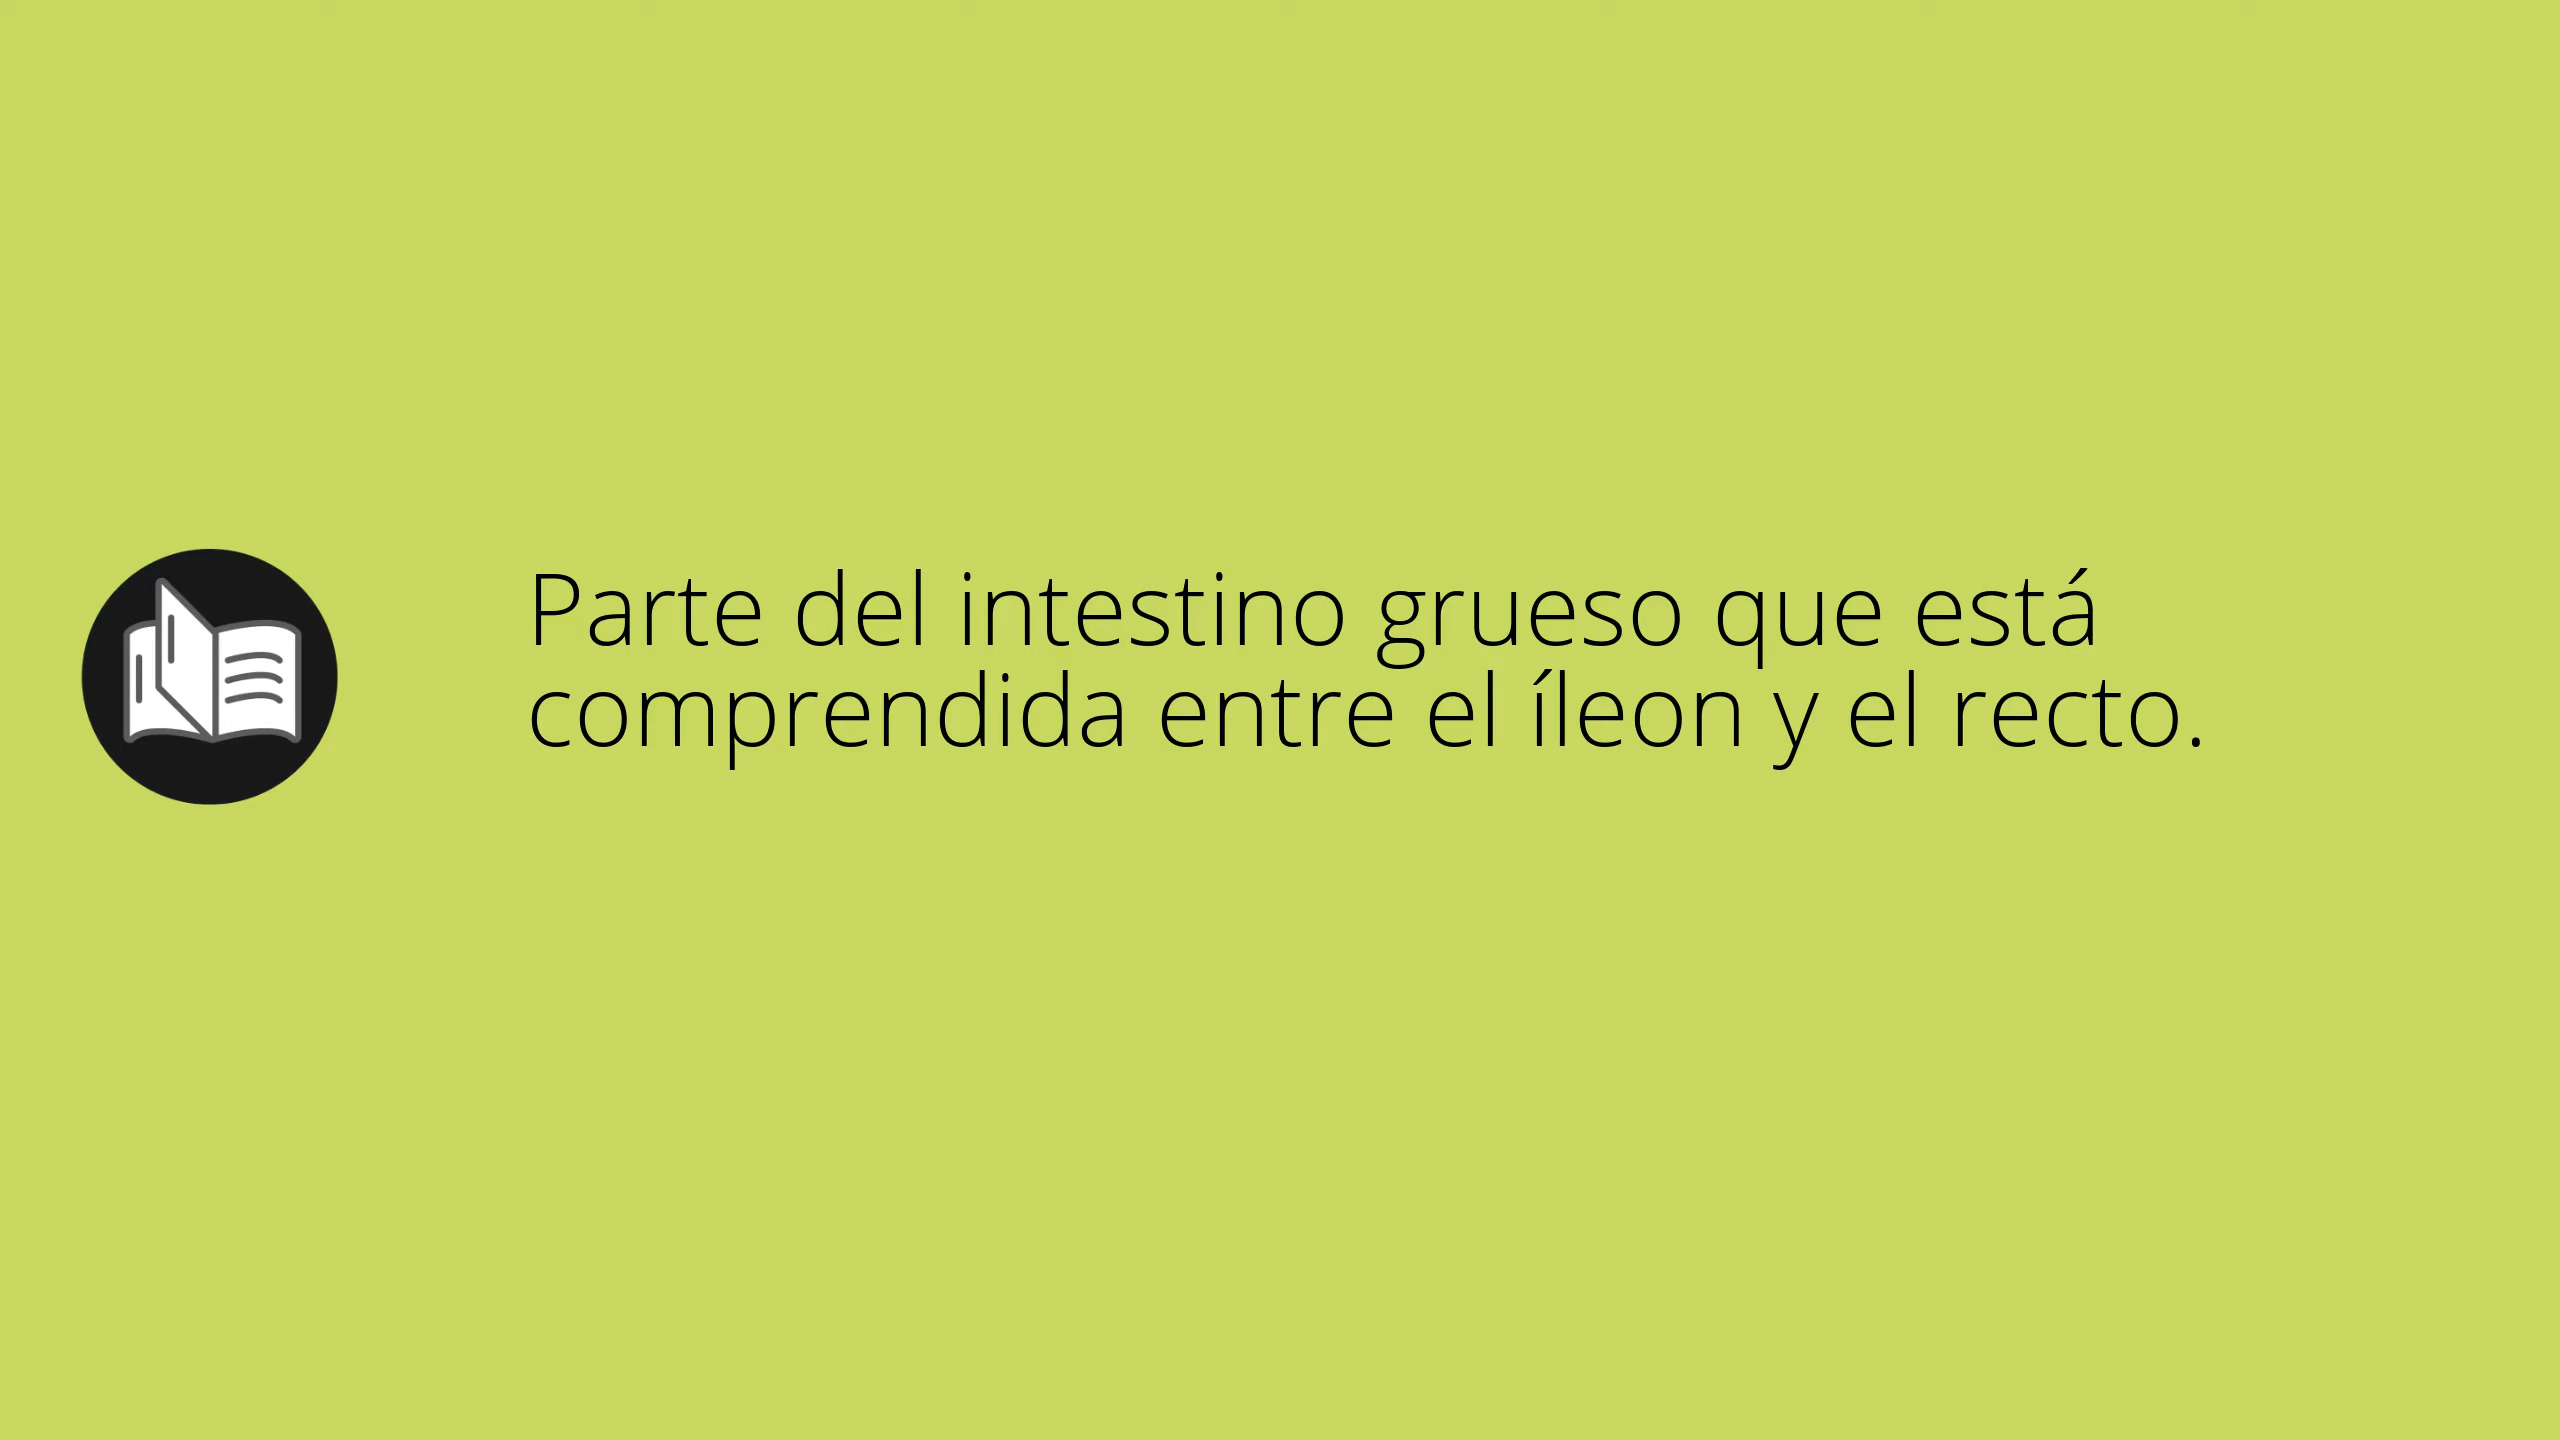 Parte del intestino grueso que está
comprendida entre el íleon y el recto.